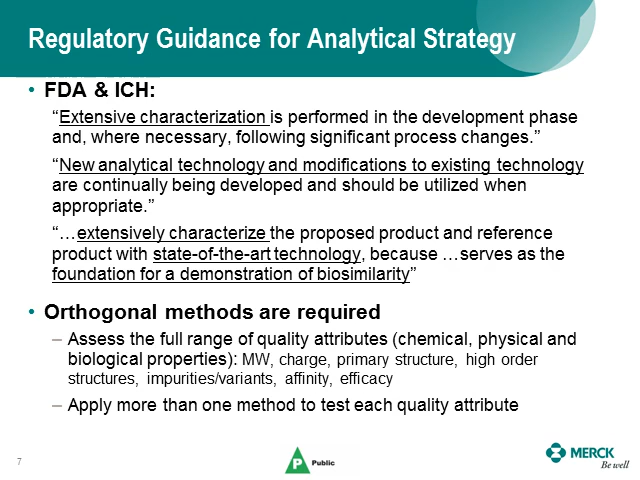 Regulatory Guidance for Analytical Strategy
• FDA & ICH:
“Extensive characterization is performed in the development phase
and, where necessary, following significant process changes.”
“New analytical technology and modifications to existing technology
are continually being developed and should be utilized when
appropriate.”
“…extensively characterize the proposed product and reference
product with state-of-the-art technology, because …serves as the
foundation for a demonstration of biosimilarity”
• Orthogonal methods are required
– Assess the full range of quality attributes (chemical, physical and
biological properties): MW, charge, primary structure, high order
structures, impurities/variants, affinity, efficacy
– Apply more than one method to test each quality attribute
7
P Public
MERCK
Be well